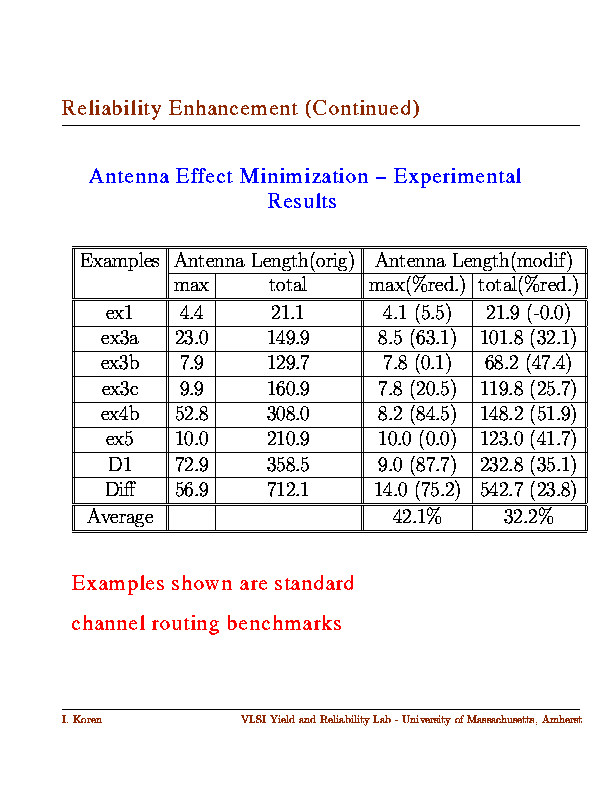 Reliability Enhancement (Continued)
Antenna Effect Minimization – Experimental
Results
Examples Antenna Length(orig) Antenna Length(modif)
max total max(%red.) total(%red.)
ex1 4.4 21.1 4.1 (5.5) 21.9 (-0.0)
ex3a 23.0 149.9 8.5 (63.1) 101.8 (32.1)
ex3b 7.9 129.7 7.8 (0.1) 68.2 (47.4)
ex3c 9.9 160.9 7.8 (20.5) 119.8 (25.7)
ex4b 52.8 308.0 8.2 (84.5) 148.2 (51.9)
ex5 10.0 210.9 10.0 (0.0) 123.0 (41.7)
D1 72.9 358.5 9.0 (87.7) 232.8 (35.1)
Diff 56.9 712.1 14.0 (75.2) 542.7 (23.8)
Average 42.1% 32.2%
Examples shown are standard
channel routing benchmarks
I. Koren VLSI Yield and Reliability Lab - University of Massachusetts, Amherst